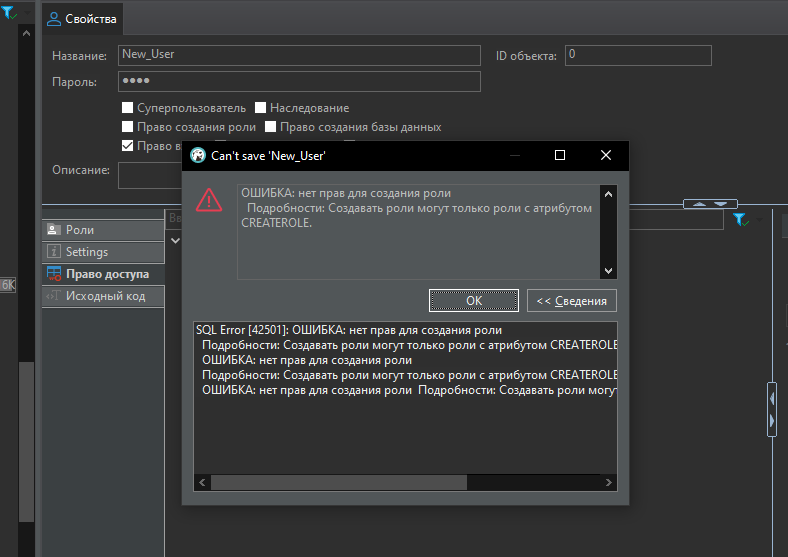 Свойства
Название: New_User ID объекта: 0
Пароль: ●●●●
Суперпользователь Наследование
Право создания роли Право создания базы данных
Право в
Описание:
Can't save 'New_User'
ОШИБКА: нет прав для создания роли
Подробности: Создавать роли могут только роли с атрибутом
CREATEROLE.
Роли
Settings
Право доступа
Исходный код
6K
OK << Сведения
SQL Error [42501]: ОШИБКА: нет прав для создания роли
Подробности: Создавать роли могут только роли с атрибутом CREATEROLE
ОШИБКА: нет прав для создания роли
Подробности: Создавать роли могут только роли с атрибутом CREATEROLE
ОШИБКА: нет прав для создания роли Подробности: Создавать роли могут